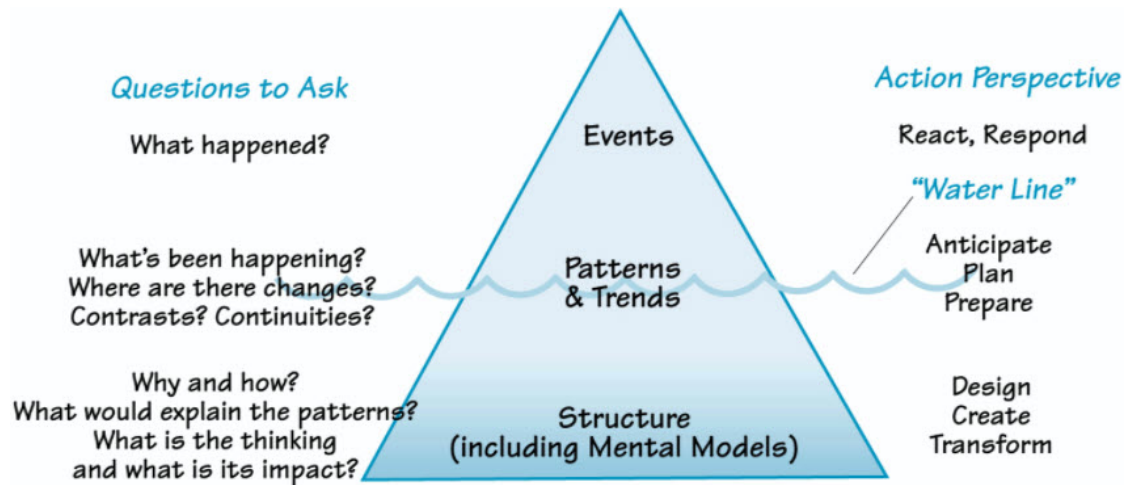 Questions to Ask
Action Perspective
What happened?
Events
React, Respond
"Water Line"
What's been happening?
Where are there changes?
Contrasts? Continuities?
Patterns
& Trends
Anticipate
Plan
Prepare
Why and how?
What would explain the patterns?
What is the thinking
and what is its impact?
Structure
(including Mental Models)
Design
Create
Transform